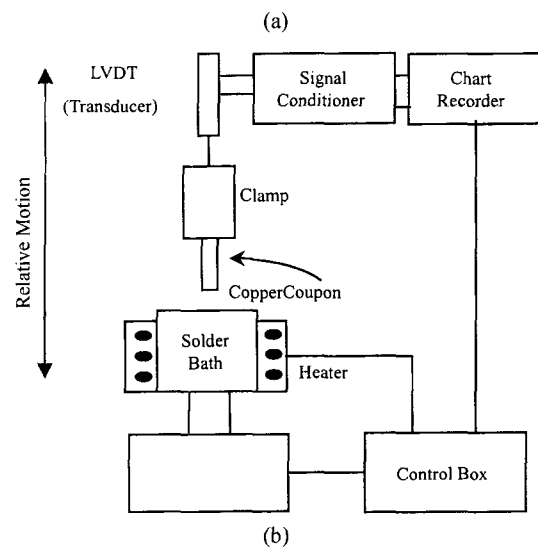 (a)
LVDT
(Transducer)
Signal
Conditioner
Chart
Recorder
Relative Motion
Clamp
CopperCoupon
Solder
Bath
Heater
Control Box
(b)